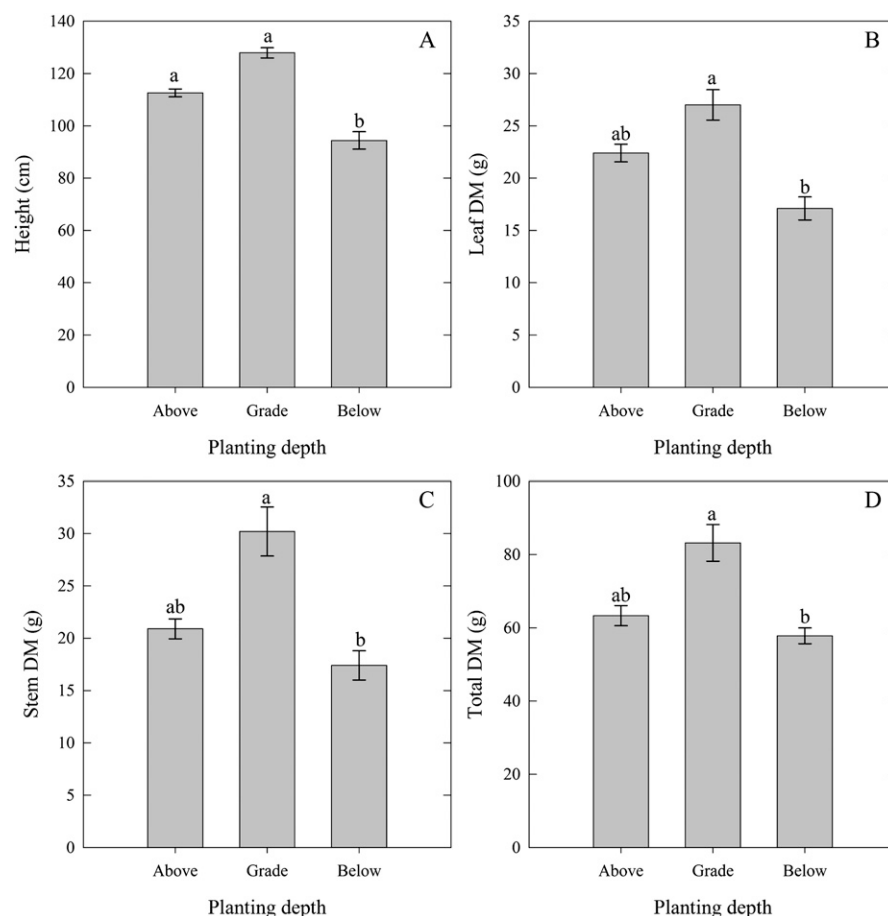 A
Height (cm)
140
120
100
80
60
40
20
0
a
a
b
Above Grade Below
Planting depth
B
Leaf DM (g)
35
30
25
20
15
10
5
0
ab
a
b
Above Grade Below
Planting depth
C
Stem DM (g)
35
30
25
20
15
10
5
0
ab
a
b
Above Grade Below
Planting depth
D
Total DM (g)
100
80
60
40
20
0
ab
a
b
Above Grade Below
Planting depth